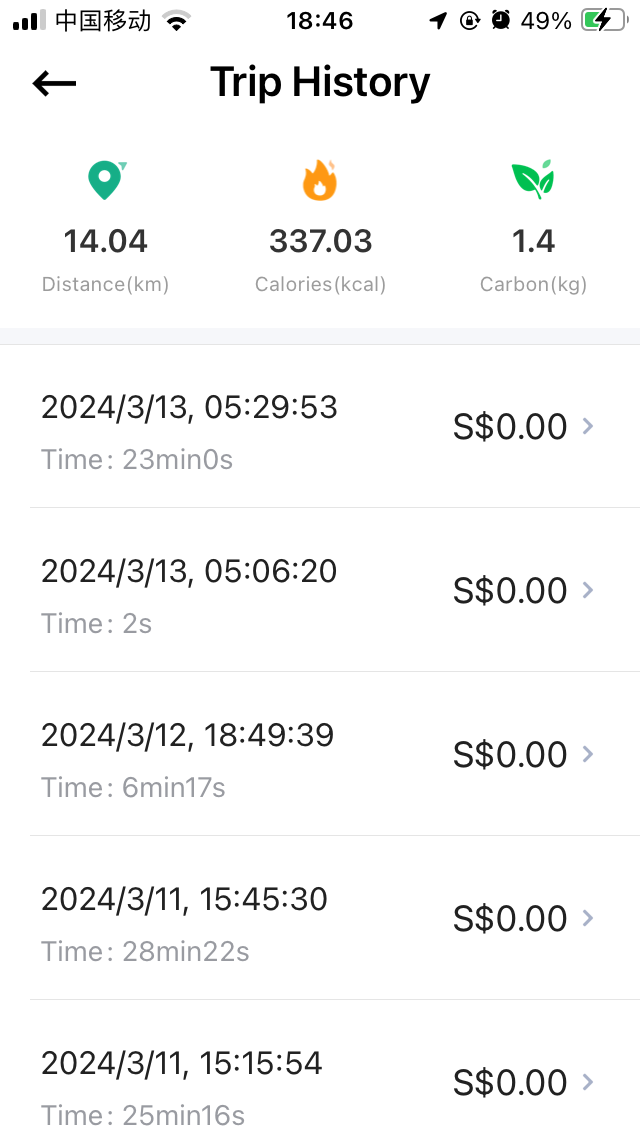 中国移动 18:46 49%
Trip History
14.04 337.03 1.4
Distance(km) Calories(kcal) Carbon(kg)
2024/3/13, 05:29:53
S$0.00
Time: 23min0s
2024/3/13, 05:06:20
S$0.00
Time: 2s
2024/3/12, 18:49:39
S$0.00
Time: 6min17s
2024/3/11, 15:45:30
S$0.00
Time: 28min22s
2024/3/11, 15:15:54
S$0.00
Time: 25min16s